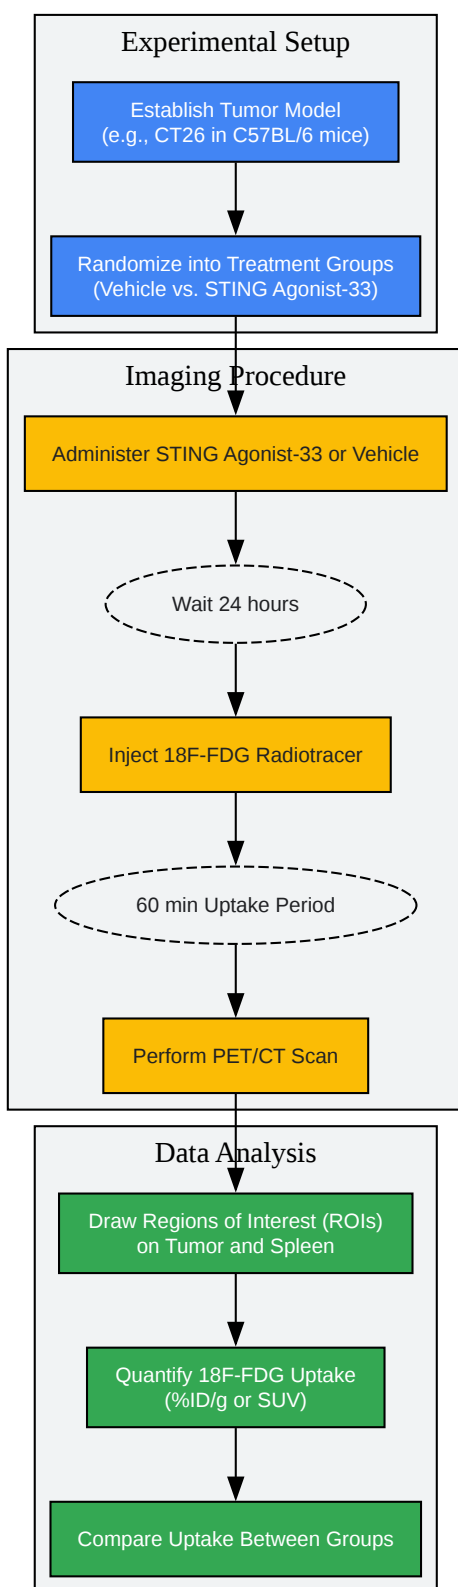 Experimental Setup
Establish Tumor Model
(e.g., CT26 in C57BL/6 mice)
Randomize into Treatment Groups
(Vehicle vs. STING Agonist-33)
Imaging Procedure
Administer STING Agonist-33 or Vehicle
Wait 24 hours
Inject 18F-FDG Radiotracer
60 min Uptake Period
Perform PET/CT Scan
Data Analysis
Draw Regions of Interest (ROIs)
on Tumor and Spleen
Quantify 18F-FDG Uptake
(%ID/g or SUV)
Compare Uptake Between Groups